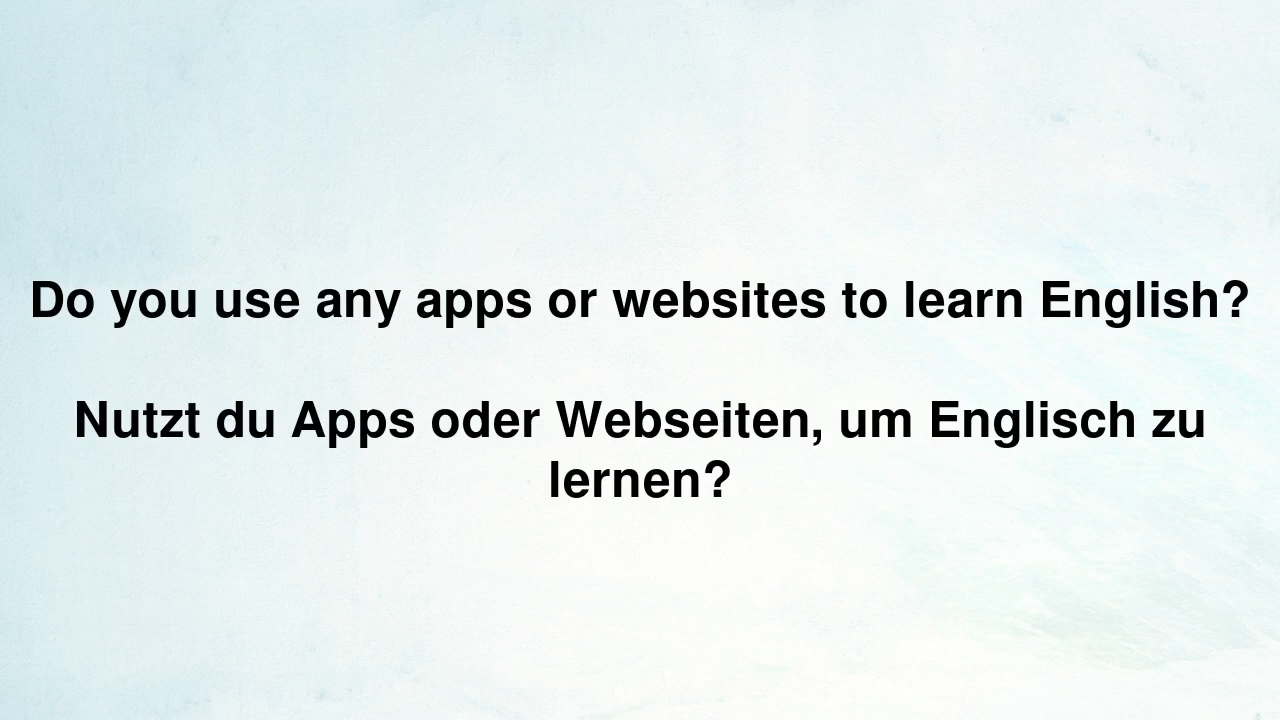 Do you use any apps or websites to learn English?
Nutzt du Apps oder Webseiten, um Englisch zu
lernen?